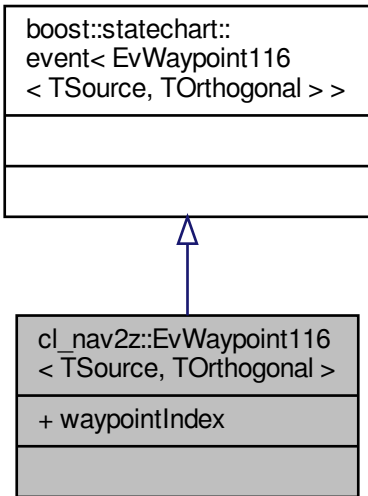 boost::statechart::
event< EvWaypoint116
< TSource, TOrthogonal > >
cl_nav2z::EvWaypoint116
< TSource, TOrthogonal >
+ waypointIndex